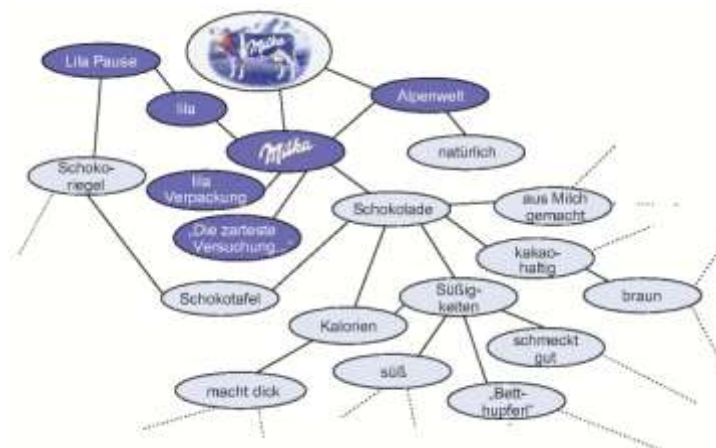 Milka
Lila Pause
lila
Alpenwelt
Milka
natürlich
Schoko-
riegel
lila
Verpackung
Schokolade
aus Milch
gemacht
„Die zarteste
Versuchung...“
kakao-
haltig
Schokotafel
Süßig-
keiten
braun
Kalorien
schmeckt
gut
süß
macht dick
„Bett-
hupferl“